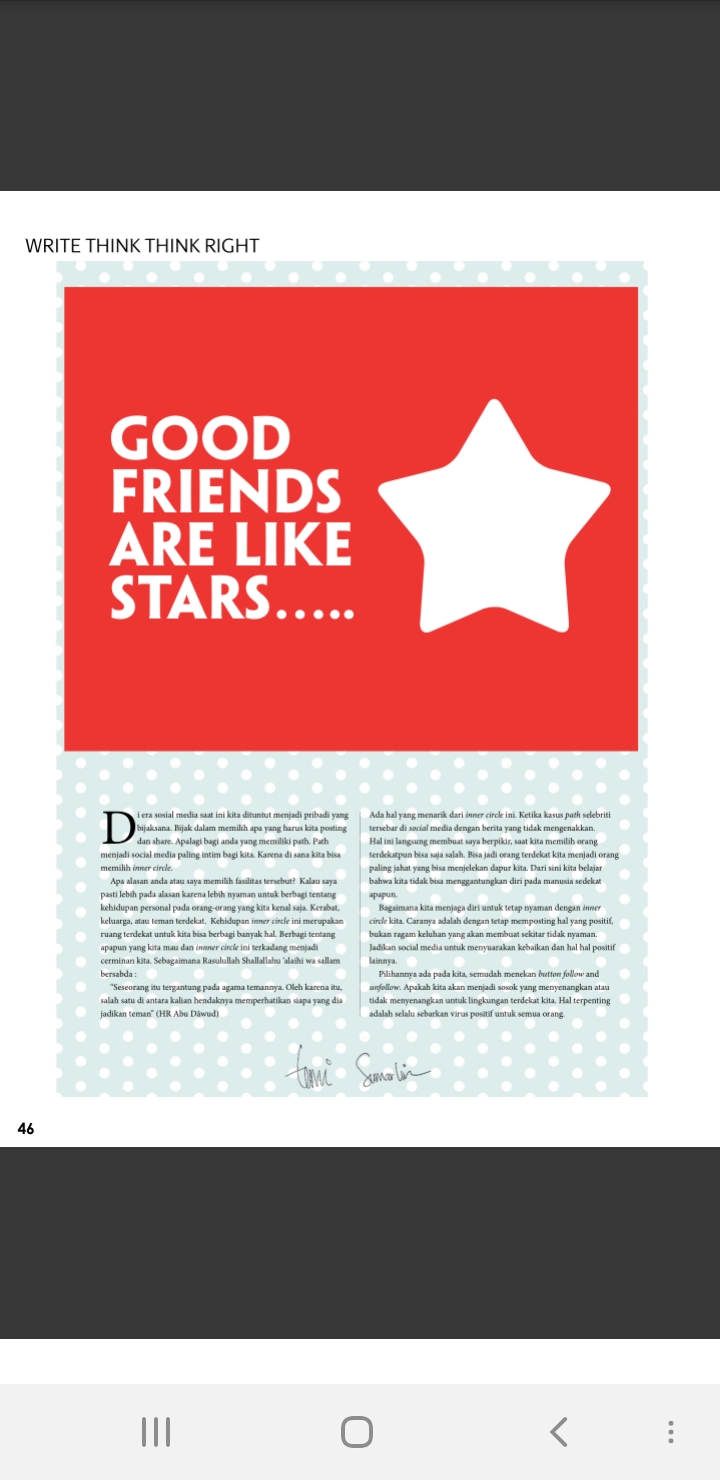 WRITE THINK THINK RIGHT
GOOD
FRIENDS
ARE LIKE
STARS.....
Di era sosial media saat ini kita dituntut menjadi pribadi yang
bijaksana. Bijak dalam memilih apa yang harus kita posting
dan share. Apalagi bagi anda yang memiliki path. Path
menjadi social media paling intim bagi kita. Karena di sana kita bisa
memilih inner circle.
Apa alasan anda atau saya memilih fasilitas tersebut? Kalau saya
pasti lebih pada alasan karena lebih nyaman untuk berbagi tentang
kehidupan personal pada orang-orang yang kita kenal saja. Kerabat,
keluarga, atau teman terdekat. Kehidupan inner circle ini merupakan
ruang terdekat untuk kita bisa berbagi banyak hal. Berbagi tentang
apapun yang kita mau dan innner circle ini terkadang menjadi
cerminan kita. Sebagaimana Rasulullah Shallallahu 'alaihi wa sallam
bersabda :
"Seseorang itu tergantung pada agama temannya. Oleh karena itu,
salah satu di antara kalian hendaknya memperhatikan siapa yang dia
jadikan teman" (HR Abu Dâwud)
Ada hal yang menarik dari inner circle ini. Ketika kasus path selebriti
tersebar di social media dengan berita yang tidak mengenakkan.
Hal ini langsung membuat saya berpikir, saat kita memilih orang
terdekatpun bisa saja salah. Bisa jadi orang terdekat kita menjadi orang
paling jahat yang bisa menjelekan dapur kita. Dari sini kita belajar
bahwa kita tidak bisa menggantungkan diri pada manusia sedekat
apapun.
Bagaimana kita menjaga diri untuk tetap nyaman dengan inner
circle kita. Caranya adalah dengan tetap memposting hal yang positif,
bukan ragam keluhan yang akan membuat sekitar tidak nyaman.
Jadikan social media untuk menyuarakan kebaikan dan hal hal positif
lainnya.
Pilihannya ada pada kita, semudah menekan button follow and
unfollow. Apakah kita akan menjadi sosok yang menyenangkan atau
tidak menyenangkan untuk lingkungan terdekat kita. Hal terpenting
adalah selalu sebarkan virus positif untuk semua orang.
46